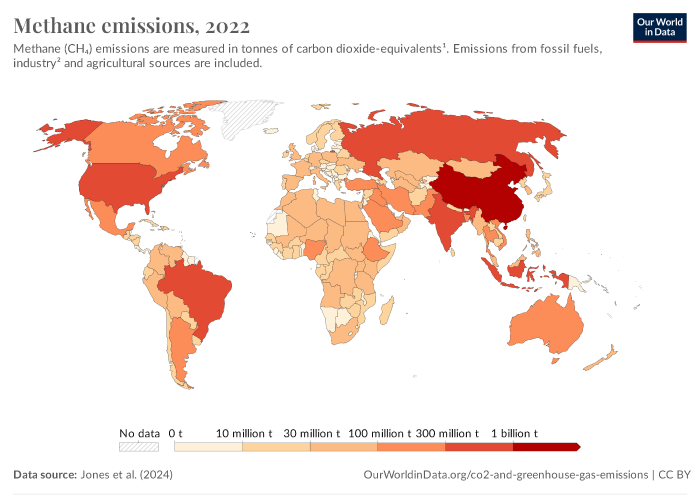 Methane emissions, 2022
Our World
in Data
Methane (CH₄) emissions are measured in tonnes of carbon dioxide-equivalents¹. Emissions from fossil fuels,
industry² and agricultural sources are included.
No data
0 t
10 million t
30 million t
100 million t
300 million t
1 billion t
Data source: Jones et al. (2024)
OurWorldinData.org/co2-and-greenhouse-gas-emissions | CC BY